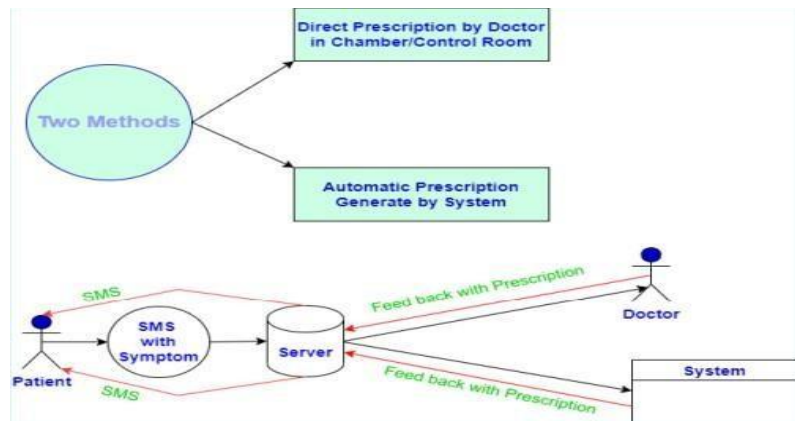 Direct Prescription by Doctor
in Chamber/Control Room
Two Methods
Automatic Prescription
Generate by System
SMS
Feed back with Prescription
SMS
with
Symptom
Server
Doctor
Patient
SMS
Feed back with Prescription
System